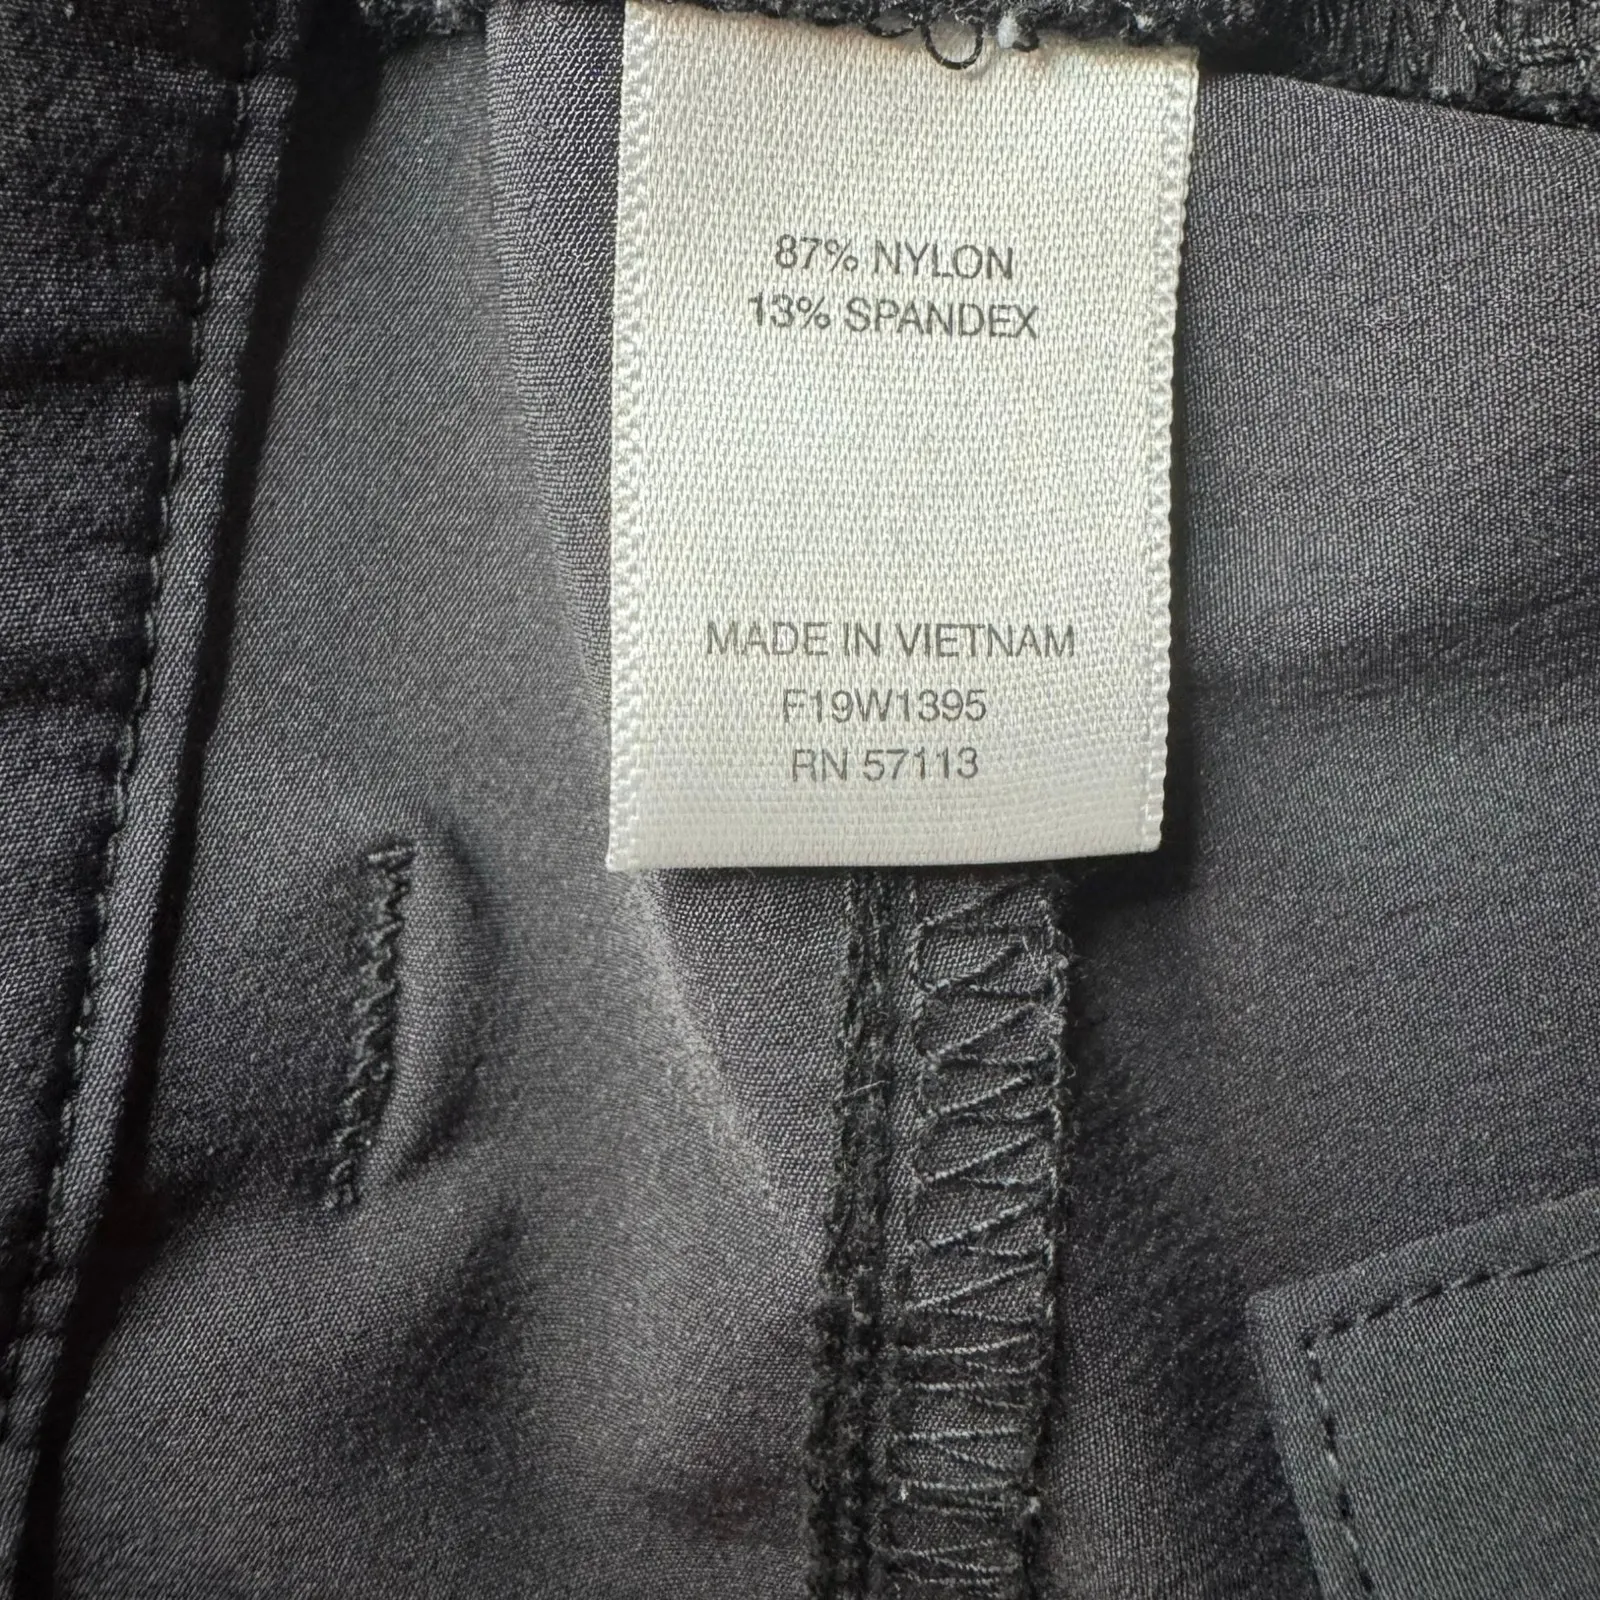 87% NYLON
13% SPANDEX
MADE IN VIETNAM
F19W1395
RN 57113